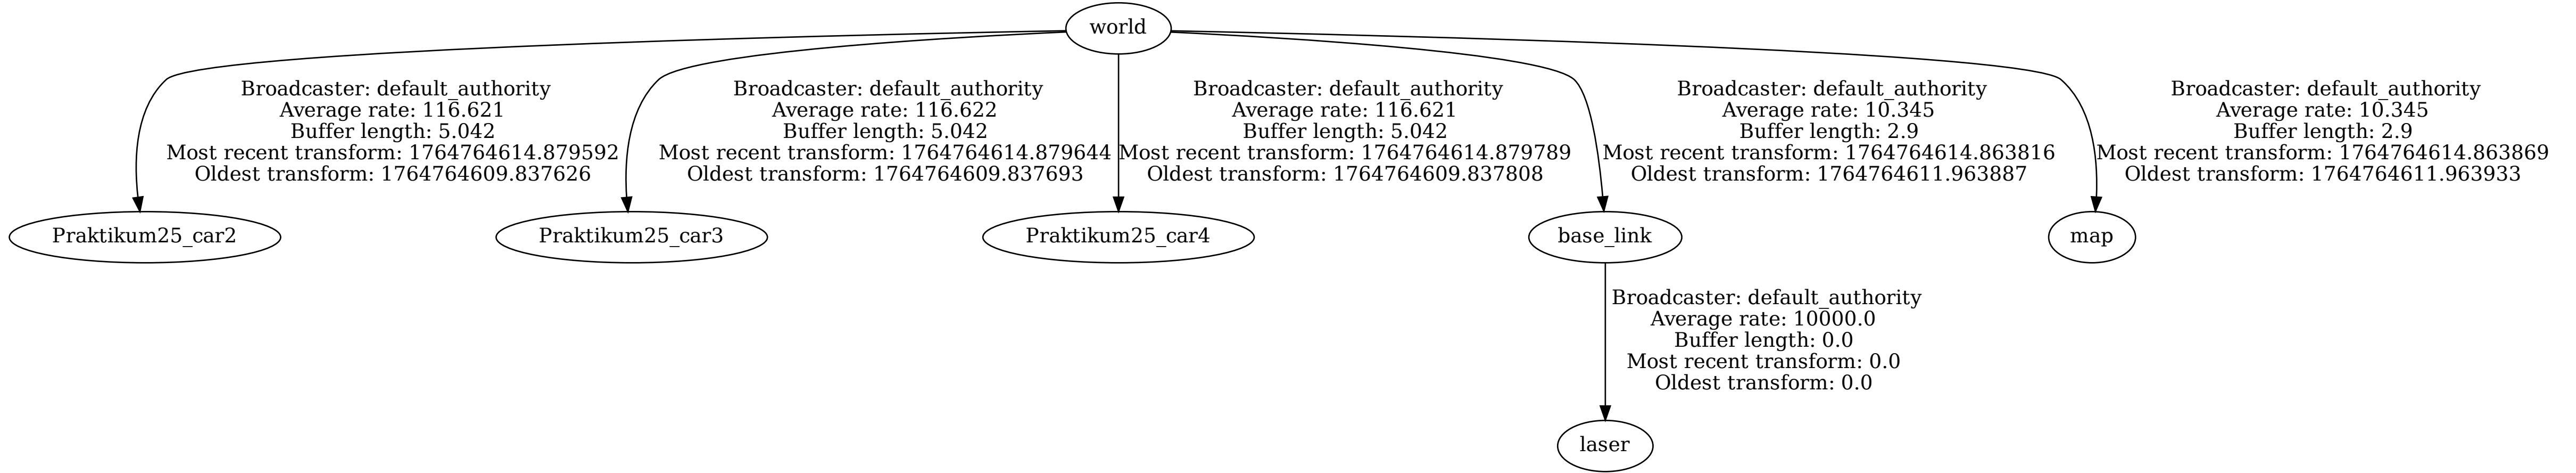 world
Broadcaster: default_authority
Average rate: 116.621
Buffer length: 5.042
Most recent transform: 1764764614.879592
Oldest transform: 1764764609.837626
Broadcaster: default_authority
Average rate: 116.622
Buffer length: 5.042
Most recent transform: 1764764614.879644
Oldest transform: 1764764609.837693
Broadcaster: default_authority
Average rate: 116.621
Buffer length: 5.042
Most recent transform: 1764764614.879789
Oldest transform: 1764764609.837808
Broadcaster: default_authority
Average rate: 10.345
Buffer length: 2.9
Most recent transform: 1764764614.863816
Oldest transform: 1764764611.963887
Broadcaster: default_authority
Average rate: 10.345
Buffer length: 2.9
Most recent transform: 1764764614.863869
Oldest transform: 1764764611.963933
Praktikum25_car2
Praktikum25_car3
Praktikum25_car4
base_link
map
Broadcaster: default_authority
Average rate: 10000.0
Buffer length: 0.0
Most recent transform: 0.0
Oldest transform: 0.0
laser